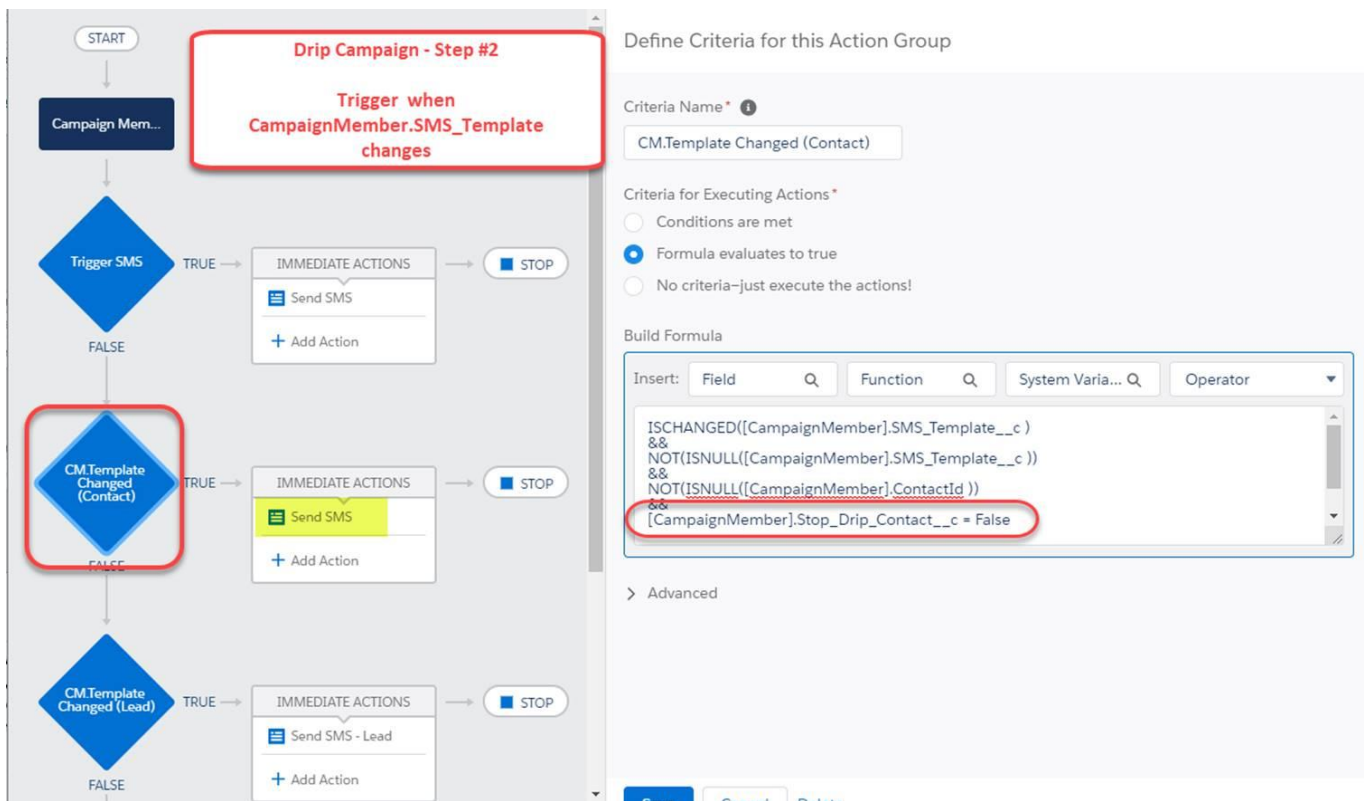 START
Drip Campaign - Step #2
Trigger when
CampaignMember.SMS_Template
changes
Campaign Mem...
Trigger SMS
TRUE
IMMEDIATE ACTIONS
STOP
Send SMS
+ Add Action
FALSE
CM.Template
Changed
(Contact)
TRUE
IMMEDIATE ACTIONS
STOP
Send SMS
+ Add Action
FALSE
CM.Template
Changed (Lead)
TRUE
IMMEDIATE ACTIONS
STOP
Send SMS - Lead
+ Add Action
FALSE
Define Criteria for this Action Group
Criteria Name*
CM.Template Changed (Contact)
Criteria for Executing Actions*
Conditions are met
Formula evaluates to true
No criteria–just execute the actions!
Build Formula
Insert: Field Function System Varia... Operator
ISCHANGED([CampaignMember].SMS_Template__c )
&&
NOT(ISNULL([CampaignMember].SMS_Template__c ))
&&
NOT(ISNULL([CampaignMember].ContactId ))
&&
[CampaignMember].Stop_Drip_Contact__c = False
Advanced